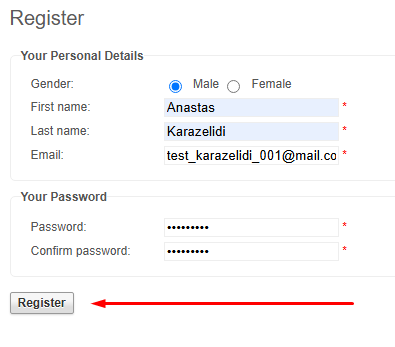 Register
Your Personal Details
Gender: Male Female
First name: Anastas *
Last name: Karazelidi *
Email: test_karazelidi_001@mail.co *
Your Password
Password: ••••••••• *
Confirm password: ••••••••• *
Register